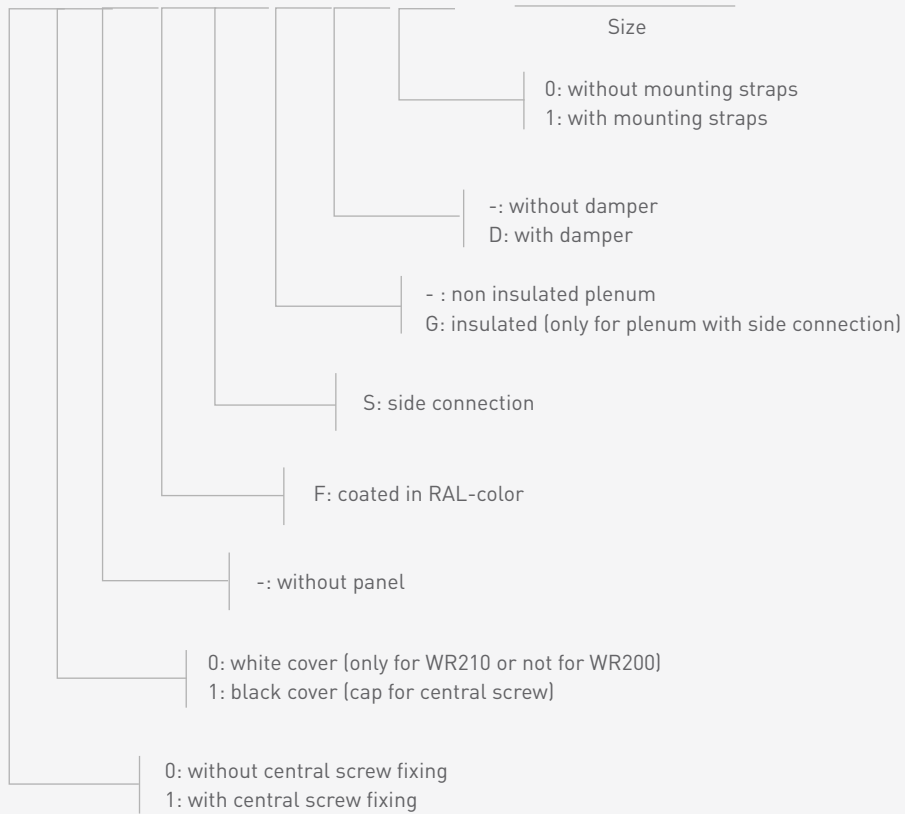 Size
0: without mounting straps
1: with mounting straps
-: without damper
D: with damper
- : non insulated plenum
G: insulated (only for plenum with side connection)
S: side connection
F: coated in RAL-color
-: without panel
0: white cover (only for WR210 or not for WR200)
1: black cover (cap for central screw)
0: without central screw fixing
1: with central screw fixing